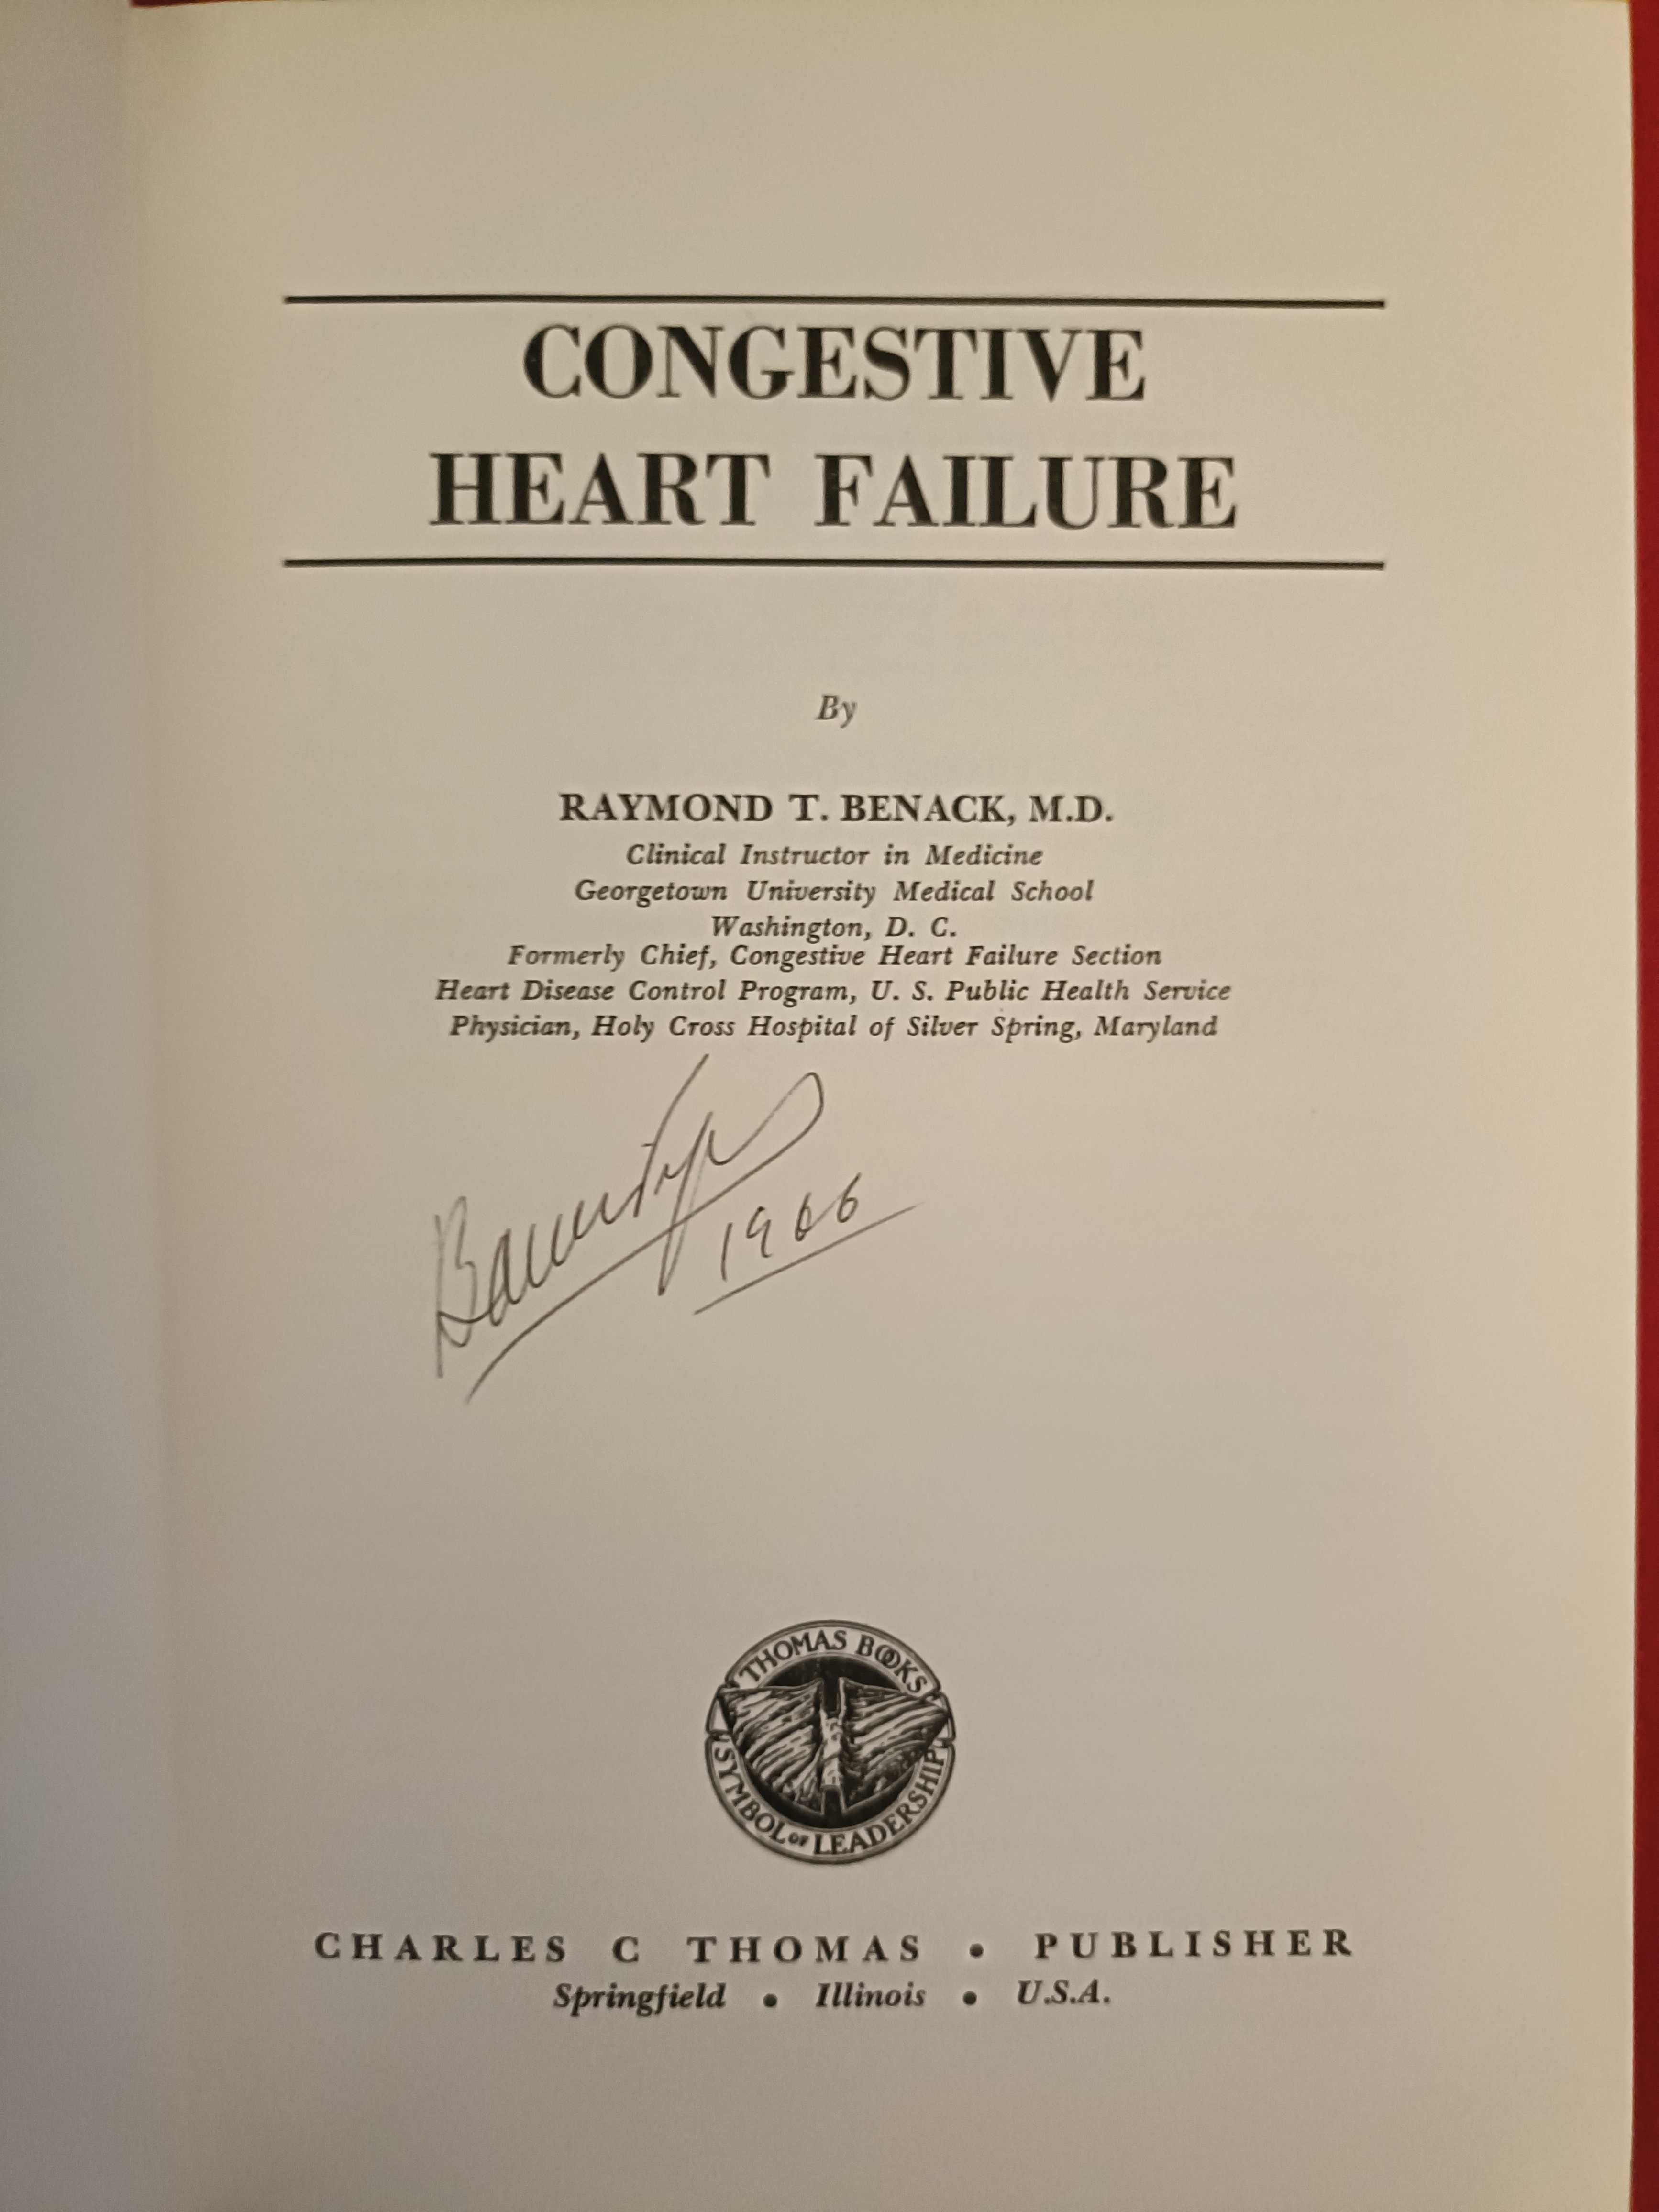 CONGESTIVE
HEART FAILURE
By
RAYMOND T. BENACK, M.D.
Clinical Instructor in Medicine
Georgetown University Medical School
Washington, D. C.
Formerly Chief, Congestive Heart Failure Section
Heart Disease Control Program, U. S. Public Health Service
Physician, Holy Cross Hospital of Silver Spring, Maryland
1966
THOMAS BOOKS
SYMBOL OF LEADERSHIP
CHARLES C THOMAS • PUBLISHER
Springfield • Illinois • U.S.A.